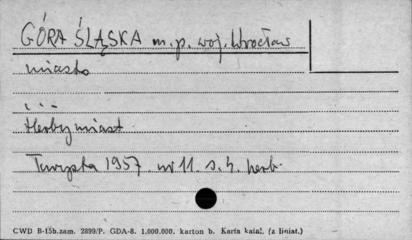 GÓRA ŚLĄSKA m. p. woj. Wrocław
miasto
...
Herby miast.
Turysta 1957. nr 11. s. 4. herb.
CWD B-15b.zam. 2899/P. GDA-8. 1.000.000. karton b. Karta katal. (z liniat.)